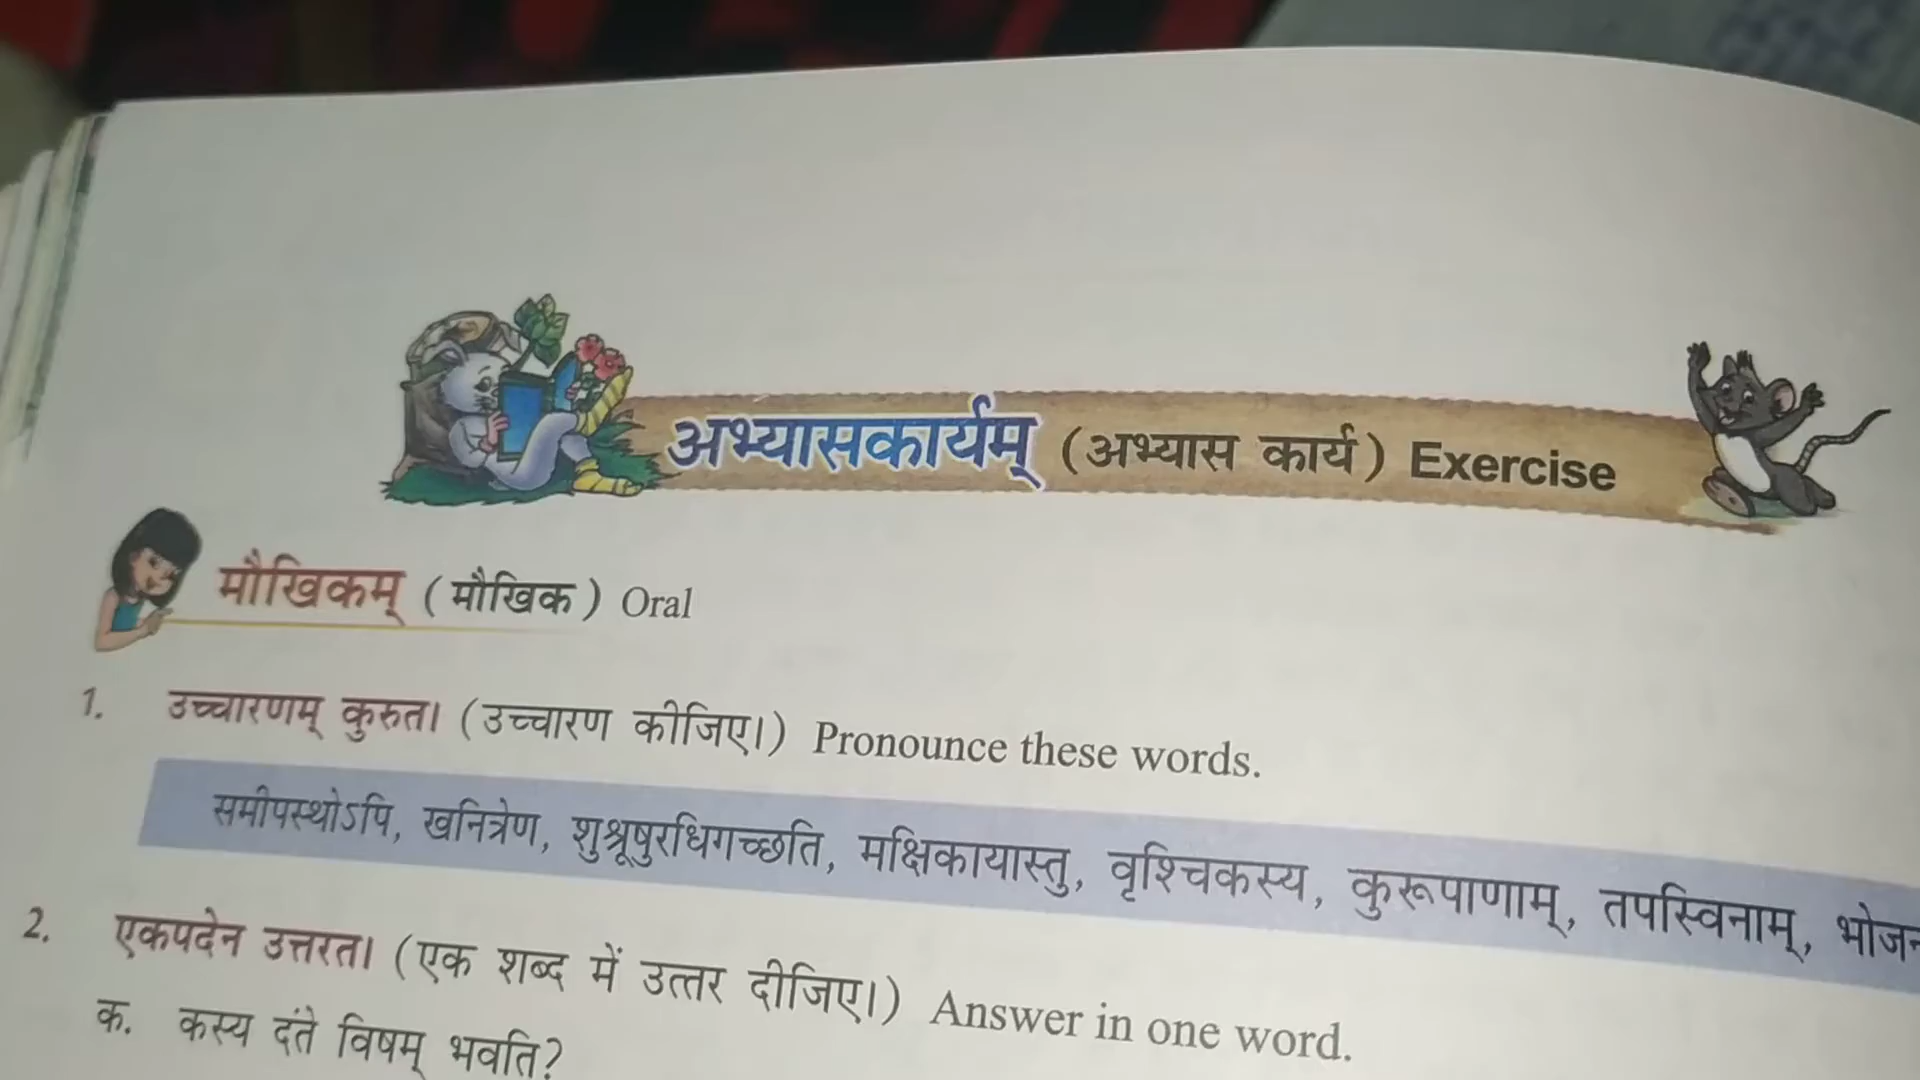 अभ्यासकार्यम् (अभ्यास कार्य) Exercise
मौखिकम् (मौखिक) Oral
1. उच्चारणम् कुरुत। (उच्चारण कीजिए।) Pronounce these words.
समीपस्थोऽपि, खनित्रेण, शुश्रूषुरधिगच्छति, मक्षिकायास्तु, वृश्चिकस्य, कुरूपाणाम्, तपस्विनाम्,
2. एकपदेन उत्तरत। (एक शब्द में उत्तर दीजिए।) Answer in one word.
क. कस्य दंते विषम् भवति?